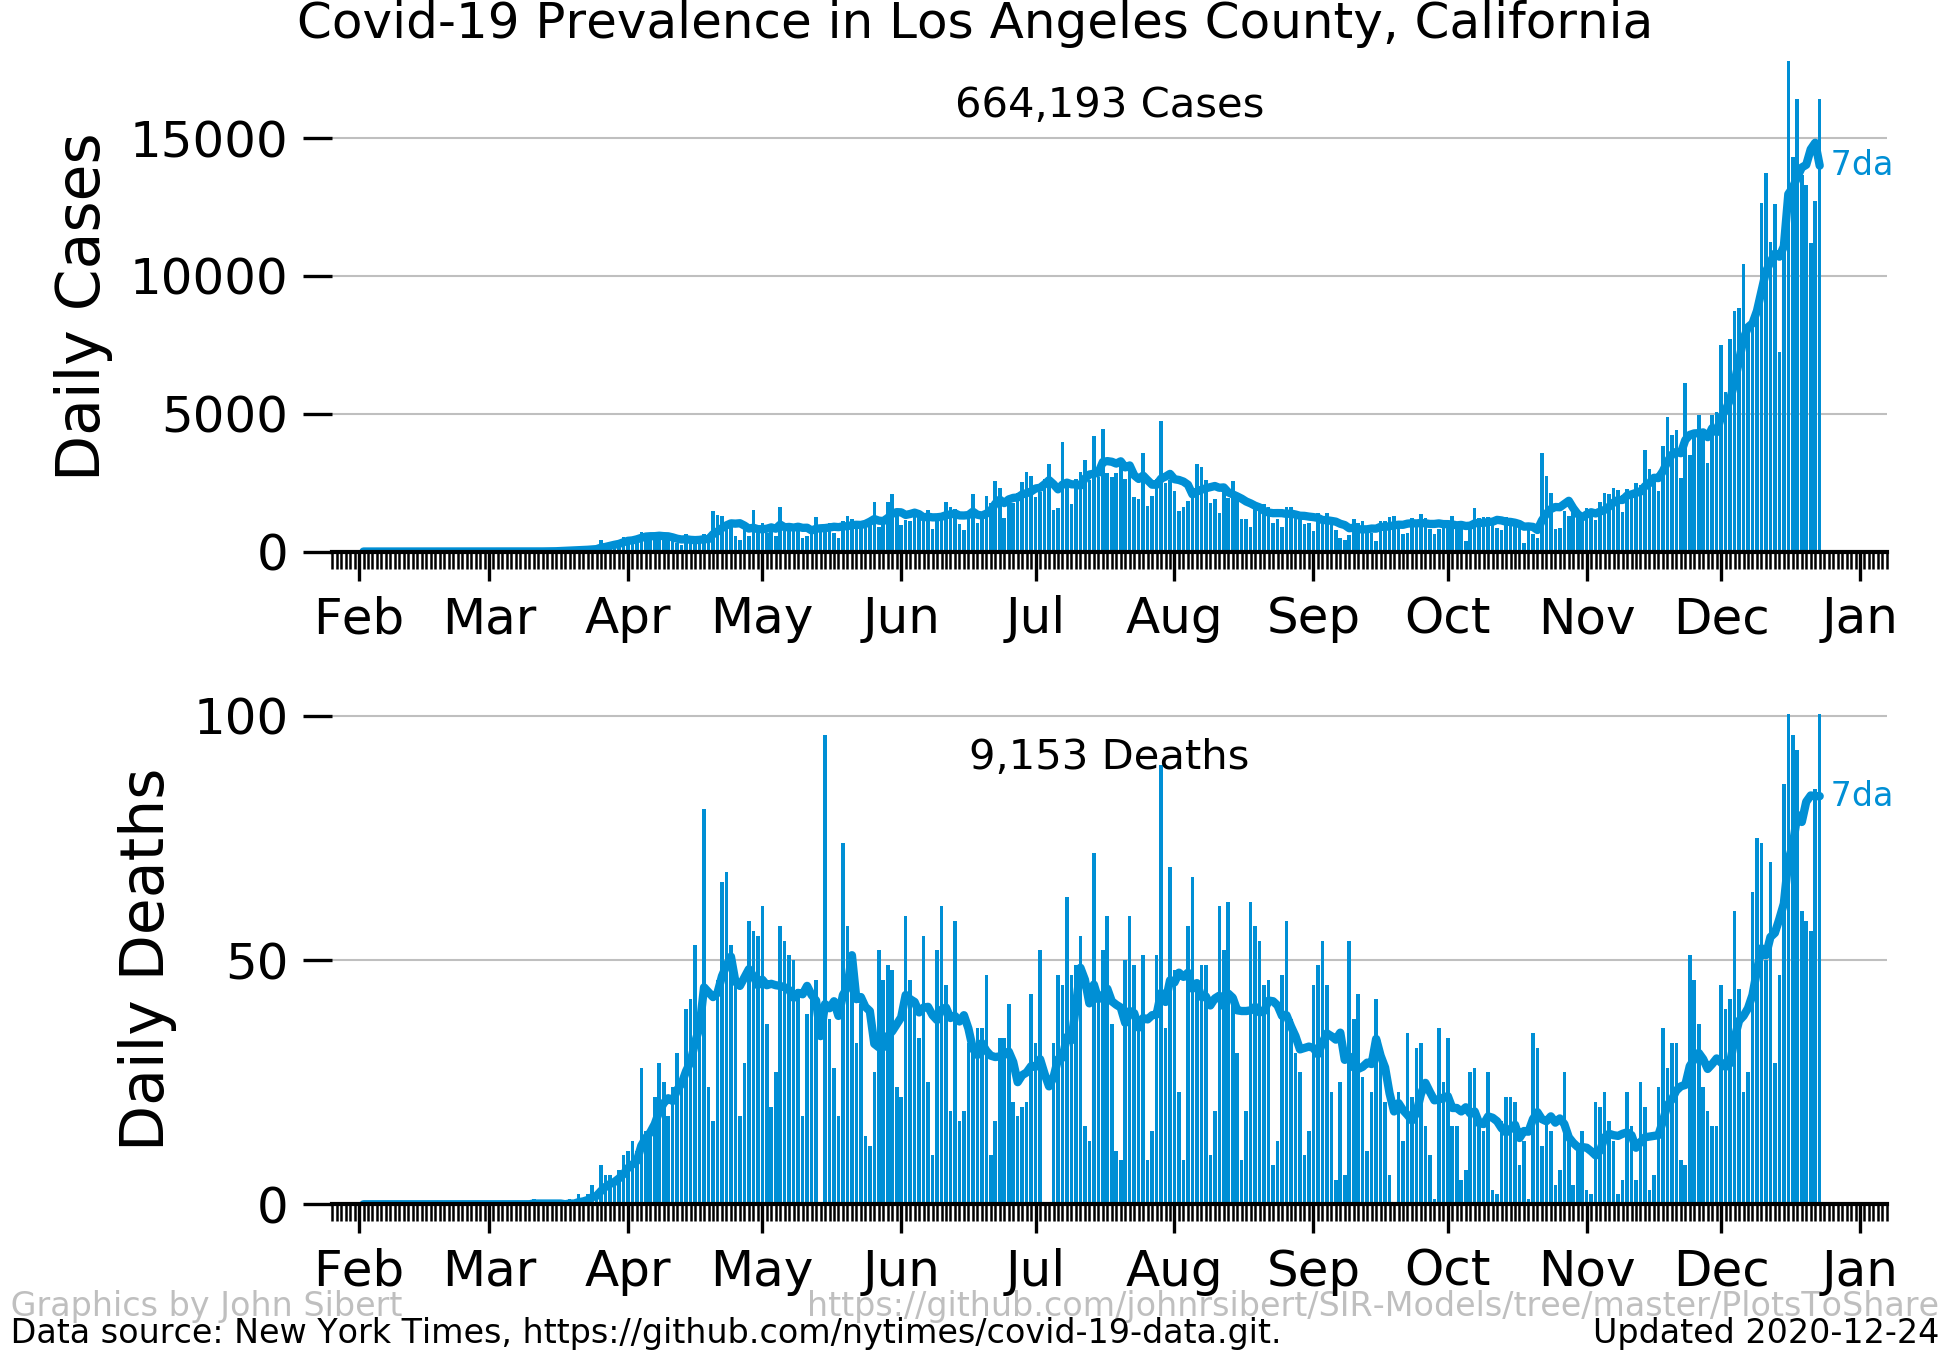 Covid-19 Prevalence in Los Angeles County, California
664,193 Cases
Daily Cases
15000
10000
5000
0
7da
Feb Mar Apr May Jun Jul Aug Sep Oct Nov Dec Jan
9,153 Deaths
Daily Deaths
100
50
0
7da
Feb Mar Apr May Jun Jul Aug Sep Oct Nov Dec Jan
Graphics by John Sibert https://github.com/johnrsibert/SIR-Models/tree/master/PlotsToShare
Data source: New York Times, https://github.com/nytimes/covid-19-data.git. Updated 2020-12-24